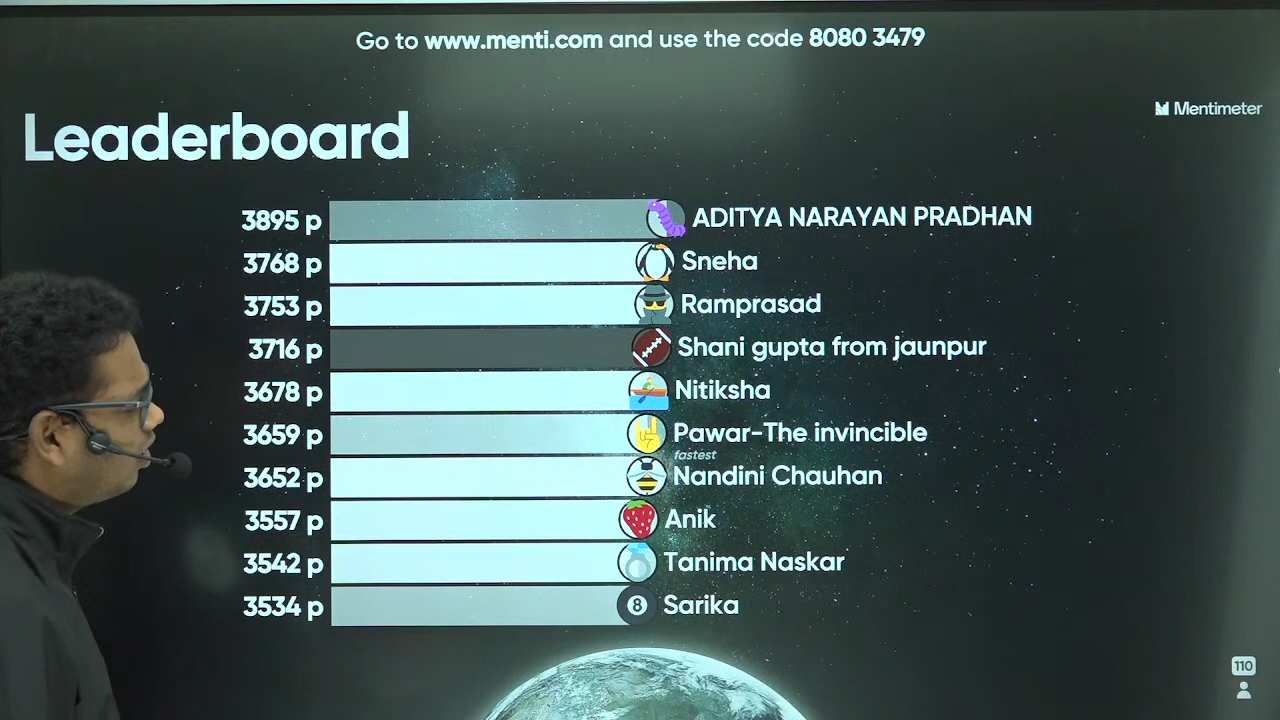 Go to www.menti.com and use the code 8080 3479
Mentimeter
Leaderboard
3895 p ADITYA NARAYAN PRADHAN
3768 p Sneha
3753 p Ramprasad
3716 p Shani gupta from jaunpur
3678 p Nitiksha
3659 p Pawar-The invincible
fastest
3652 p Nandini Chauhan
3557 p Anik
3542 p Tanima Naskar
3534 p 8 Sarika
110